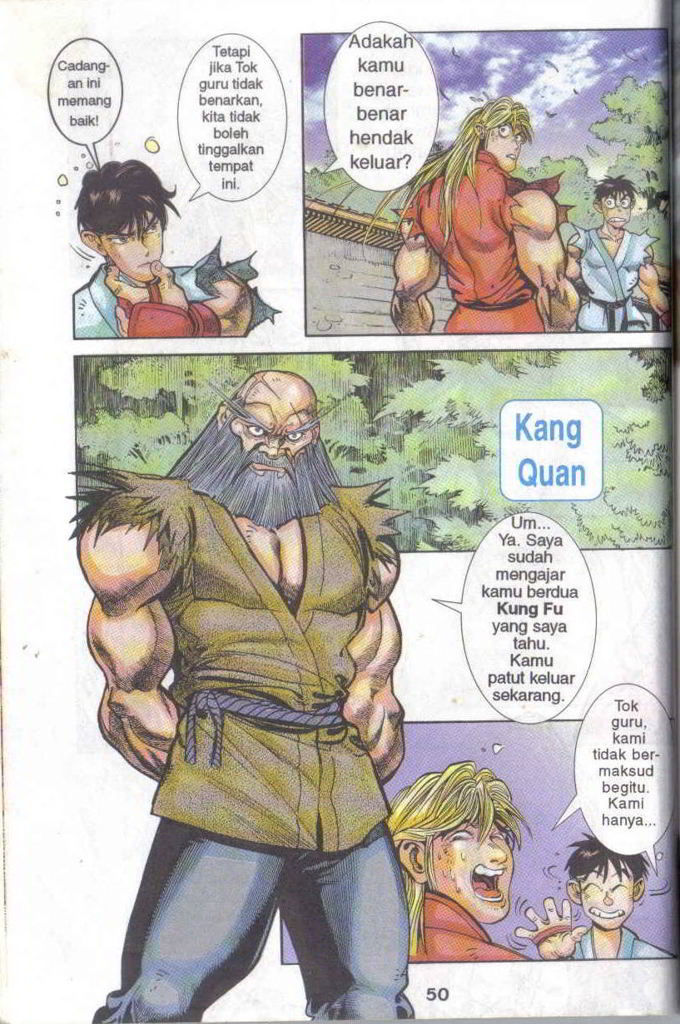 Cadang-
an ini
memang
baik!
Tetapi
jika Tok
guru tidak
benarkan,
kita tidak
boleh
tinggalkan
tempat
ini.
Adakah
kamu
benar-
benar
hendak
keluar?
Kang
Quan
Um...
Ya. Saya
sudah
mengajar
kamu berdua
Kung Fu
yang saya
tahu.
Kamu
patut keluar
sekarang.
Tok
guru,
kami
tidak ber-
maksud
begitu.
Kami
hanya...
50